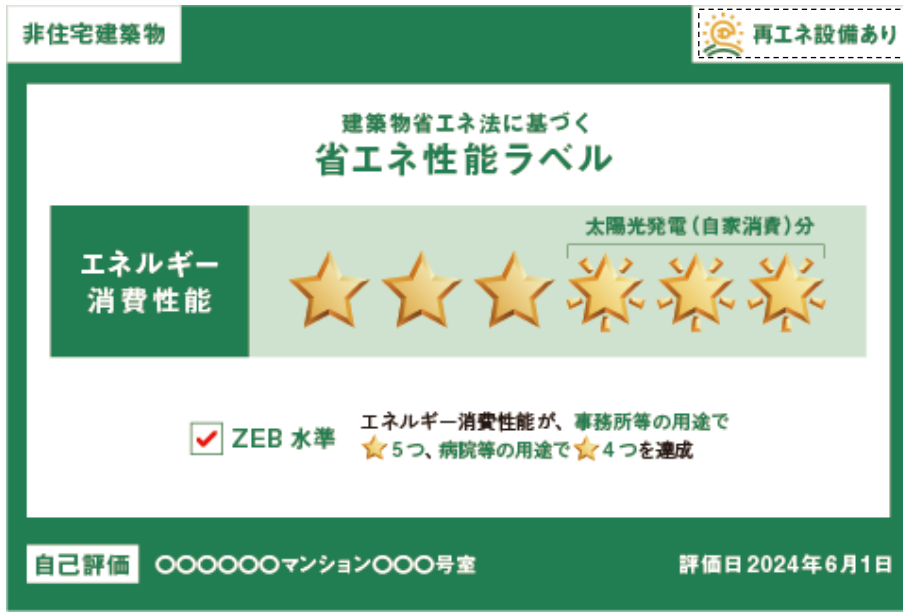 非住宅建築物
再エネ設備あり
建築物省エネ法に基づく
省エネ性能ラベル
太陽光発電(自家消費)分
エネルギー
消費性能
ZEB 水準
エネルギー消費性能が、事務所等の用途で
5つ、病院等の用途で 4つを達成
自己評価
〇〇〇〇〇〇マンション〇〇〇号室
評価日2024年6月1日